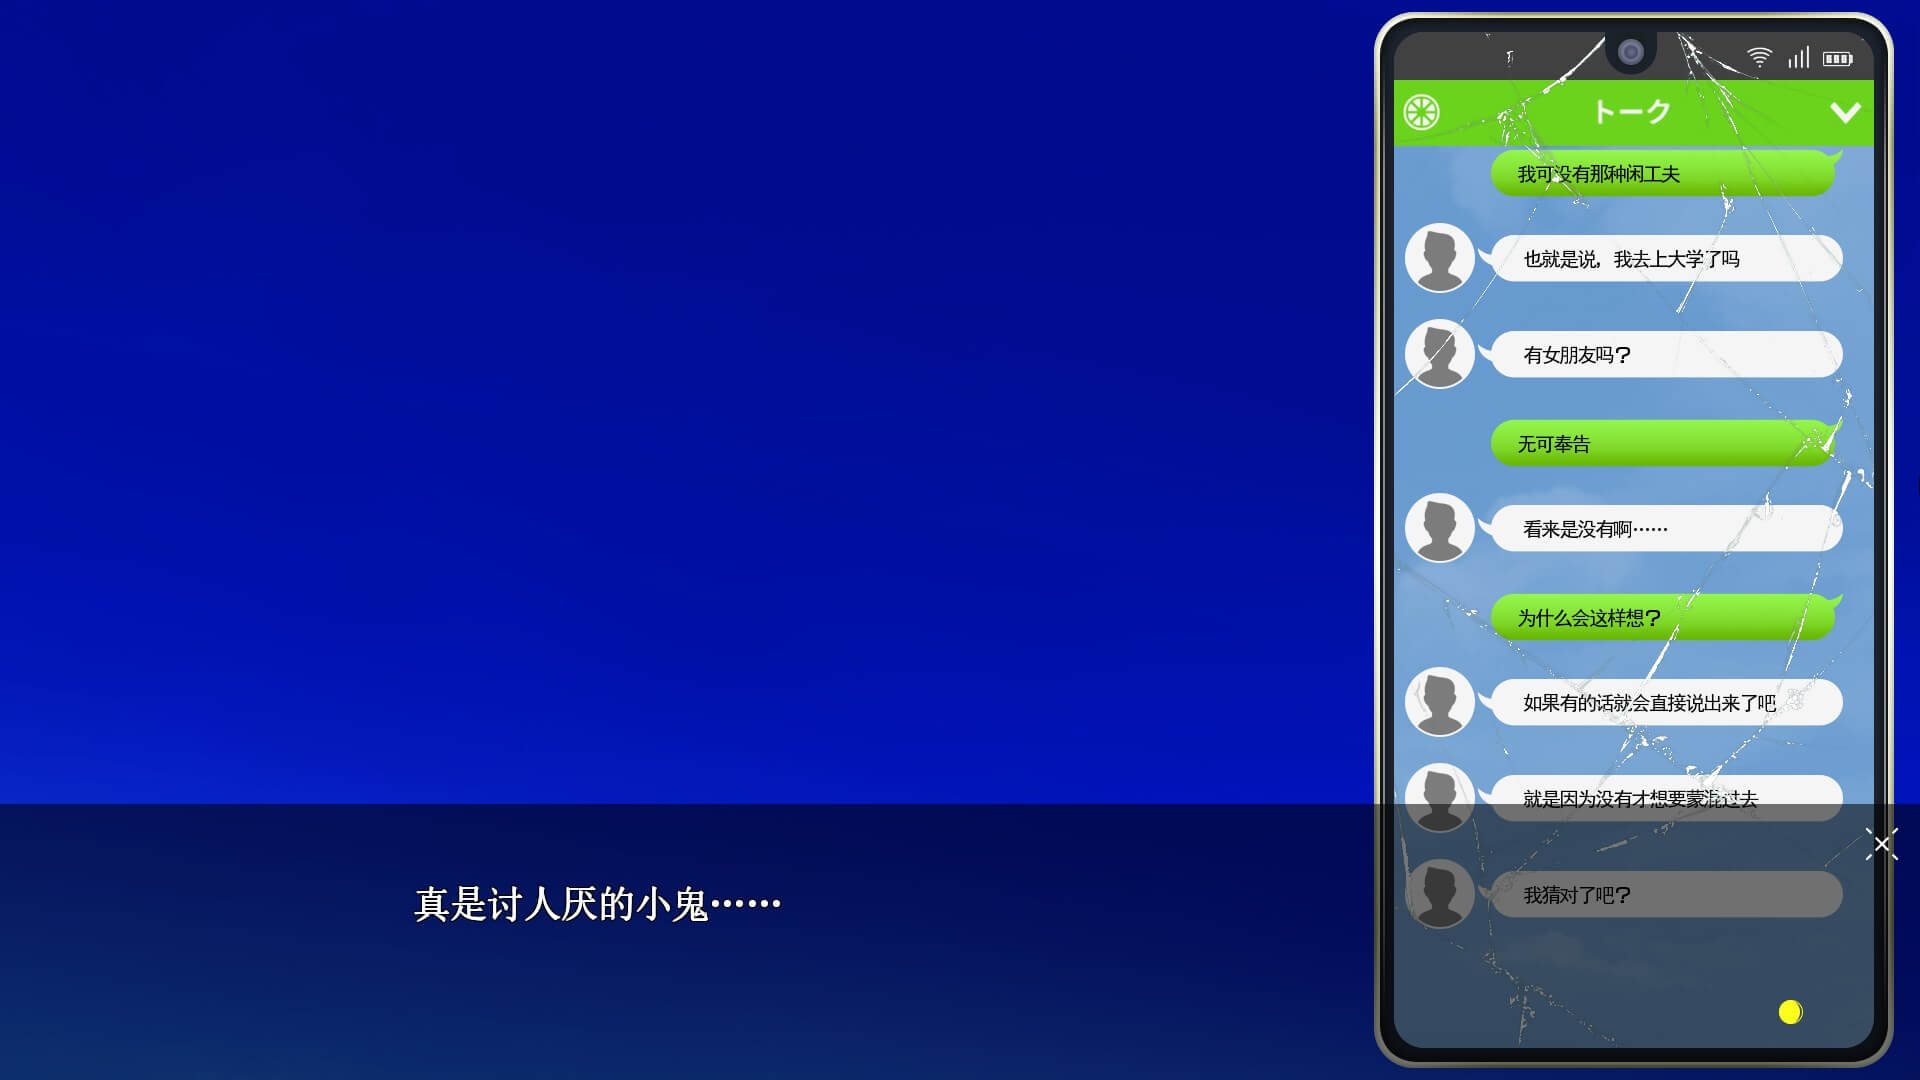 トーク
我可没有那种闲工夫
也就是说，我去上大学了吗
有女朋友吗？
无可奉告
看来是没有啊……
为什么会这样想？
如果有的话就会直接说出来了吧
就是因为没有才想要蒙混过去
我猜对了吧？
真是讨人厌的小鬼……